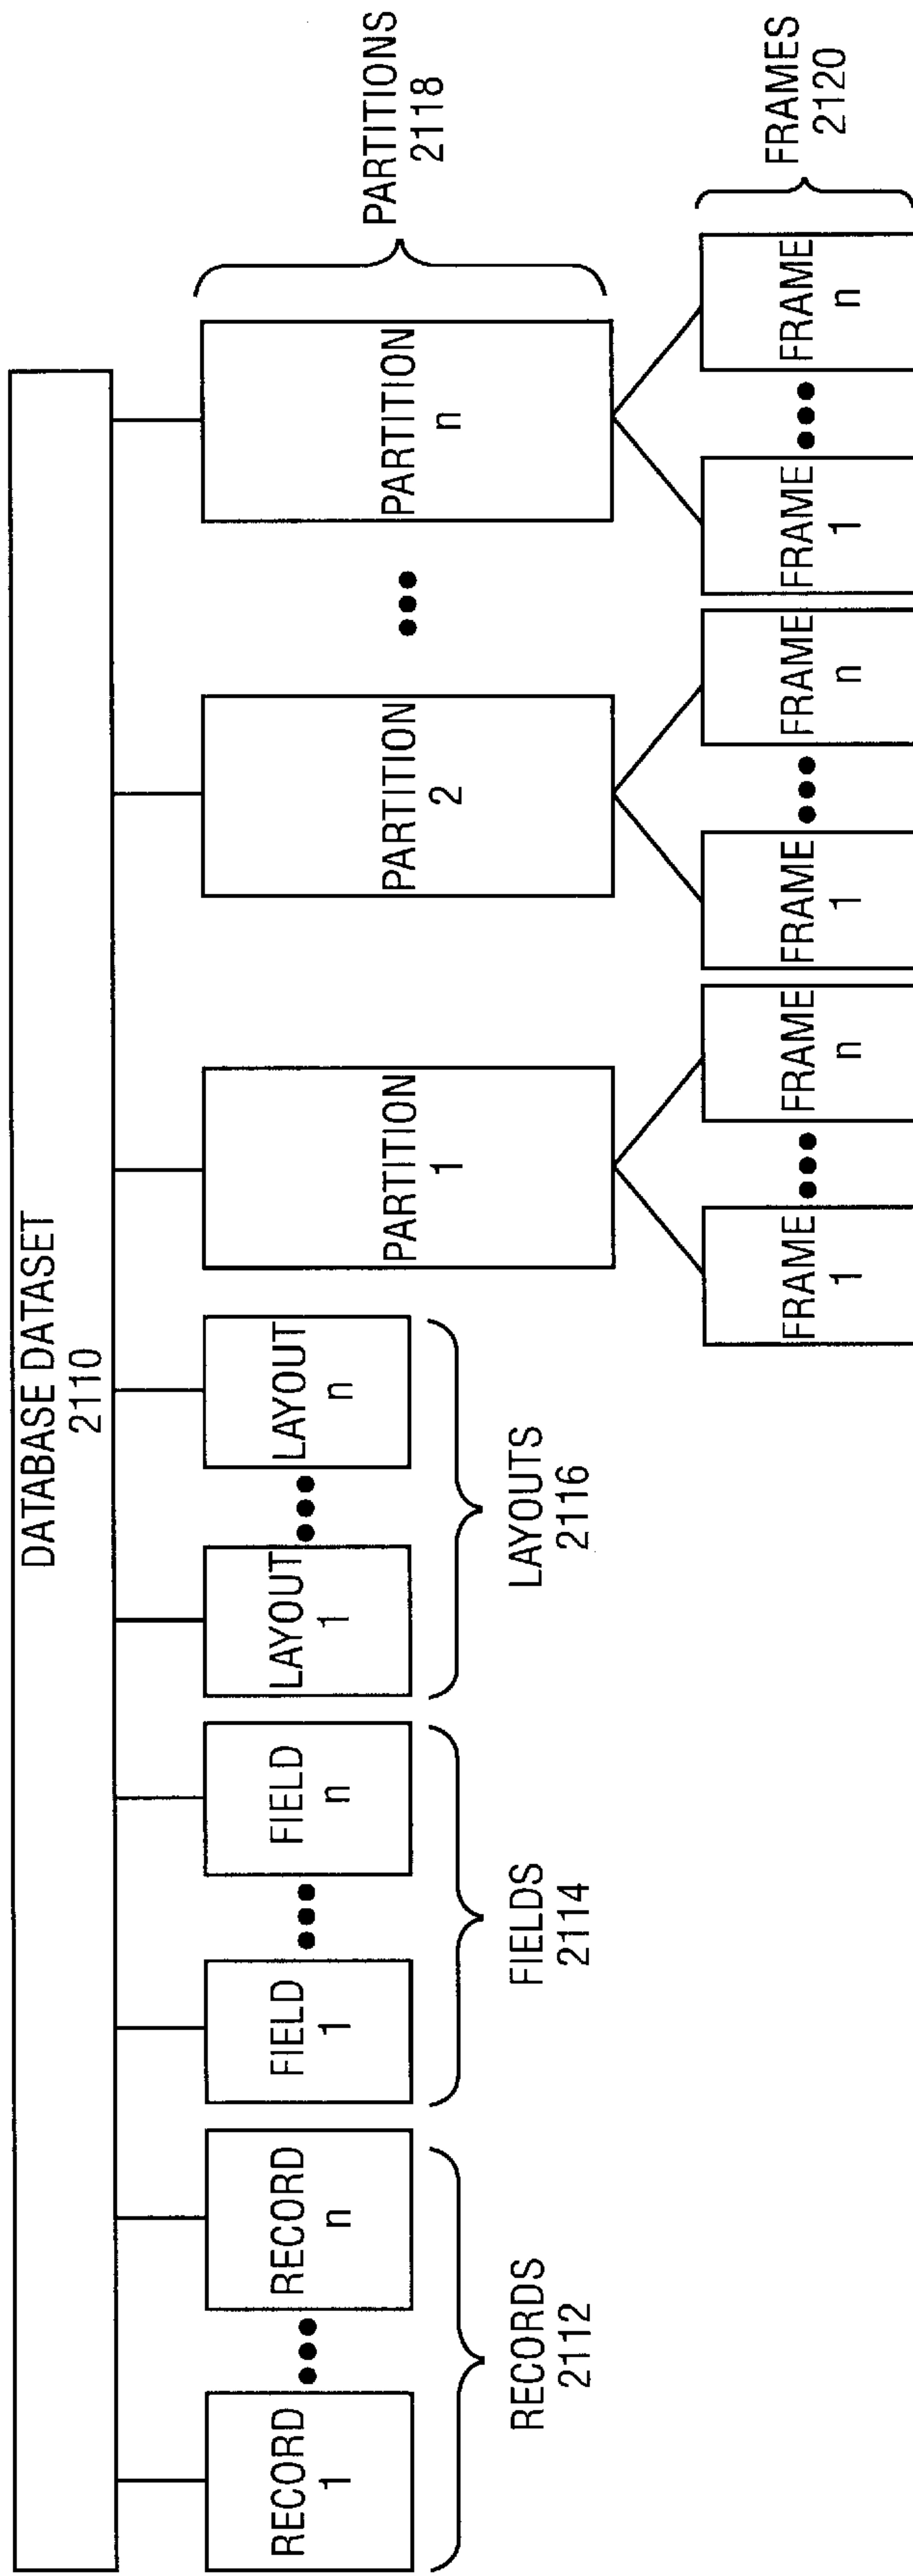 DATABASE DATASET
2110
RECORD
1
RECORD
n
FIELD
1
FIELD
n
LAYOUT
1
LAYOUT
n
PARTITION
1
PARTITION
2
PARTITION
n
PARTITIONS
2118
RECORDS
2112
FIELDS
2114
LAYOUTS
2116
FRAME
1
FRAME
n
FRAME
1
FRAME
n
FRAME
1
FRAME
n
FRAMES
2120